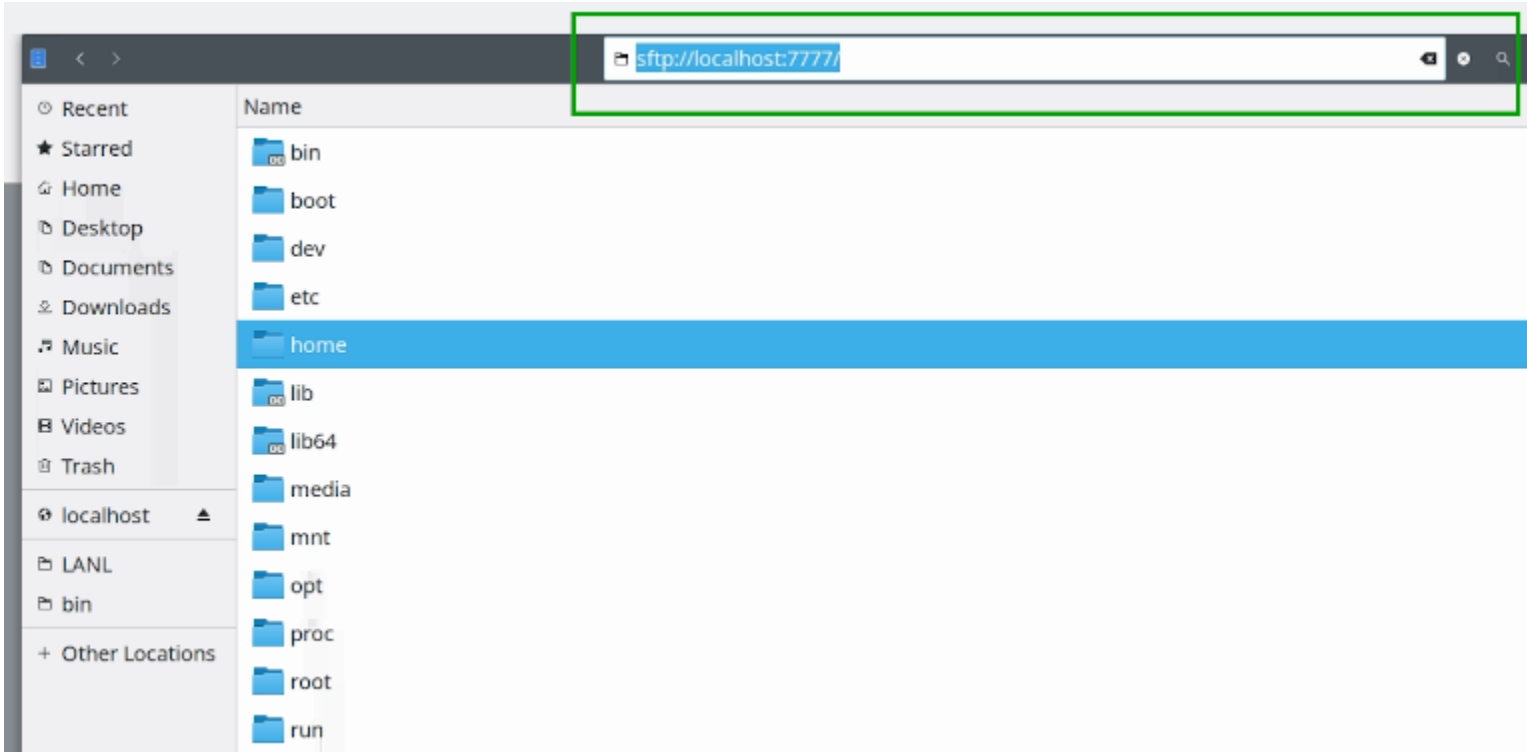 sftp://localhost:7777/
Recent
Starred
Home
Desktop
Documents
Downloads
Music
Pictures
Videos
Trash
localhost
LANL
bin
Other Locations
Name
bin
boot
dev
etc
home
lib
lib64
media
mnt
opt
proc
root
run